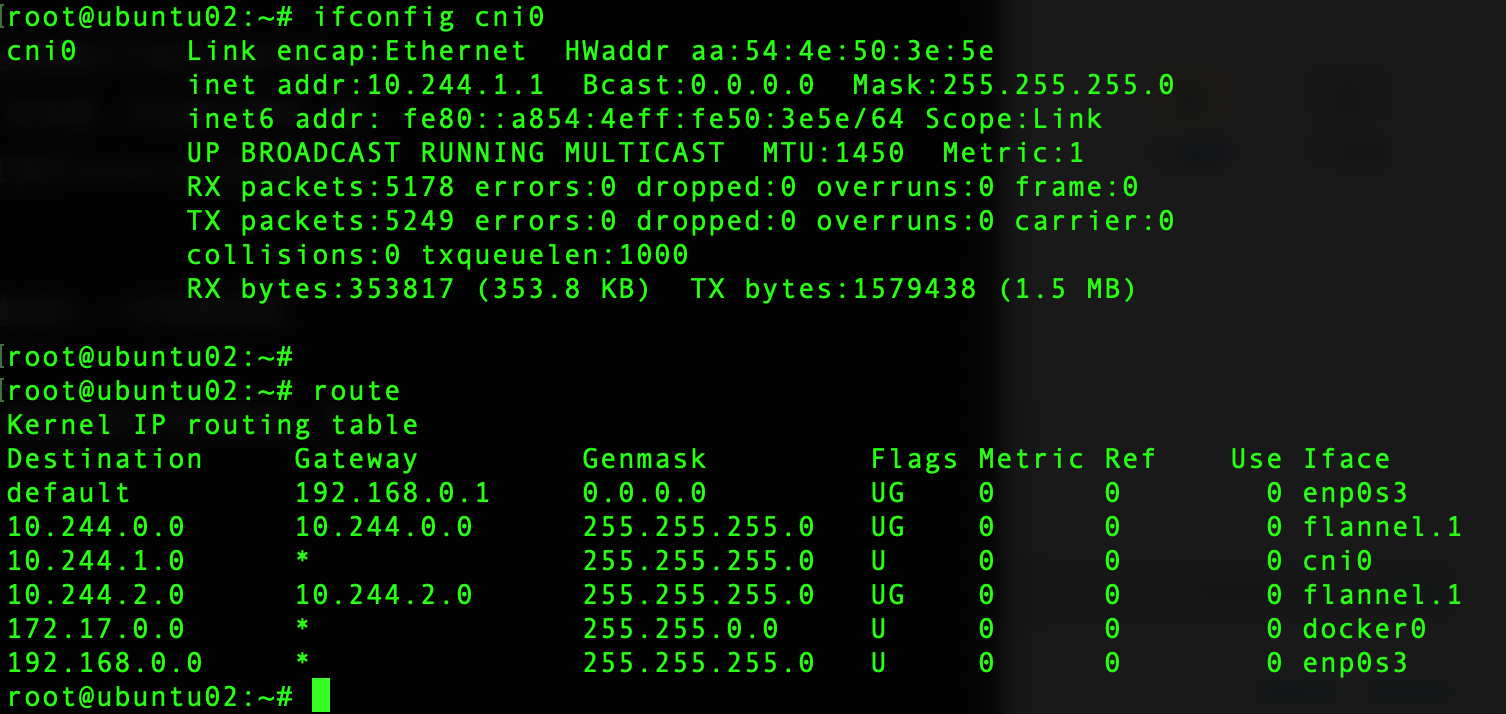 [root@ubuntu02:~# ifconfig cni0
cni0      Link encap:Ethernet  HWaddr aa:54:4e:50:3e:5e
          inet addr:10.244.1.1  Bcast:0.0.0.0  Mask:255.255.255.0
          inet6 addr: fe80::a854:4eff:fe50:3e5e/64 Scope:Link
          UP BROADCAST RUNNING MULTICAST  MTU:1450  Metric:1
          RX packets:5178 errors:0 dropped:0 overruns:0 frame:0
          TX packets:5249 errors:0 dropped:0 overruns:0 carrier:0
          collisions:0 txqueuelen:1000
          RX bytes:353817 (353.8 KB)  TX bytes:1579438 (1.5 MB)
[root@ubuntu02:~#
[root@ubuntu02:~# route
Kernel IP routing table
Destination     Gateway         Genmask         Flags Metric Ref    Use Iface
default         192.168.0.1     0.0.0.0         UG    0      0        0 enp0s3
10.244.0.0      10.244.0.0      255.255.255.0   UG    0      0        0 flannel.1
10.244.1.0      *               255.255.255.0   U     0      0        0 cni0
10.244.2.0      10.244.2.0      255.255.255.0   UG    0      0        0 flannel.1
172.17.0.0      *               255.255.0.0     U     0      0        0 docker0
192.168.0.0     *               255.255.255.0   U     0      0        0 enp0s3
root@ubuntu02:~#